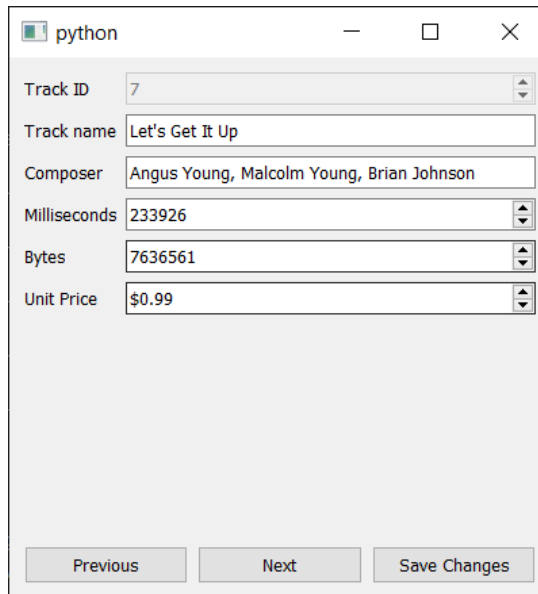 python
Track ID 7
Track name Let's Get It Up
Composer Angus Young, Malcolm Young, Brian Johnson
Milliseconds 233926
Bytes 7636561
Unit Price $0.99
Previous Next Save Changes